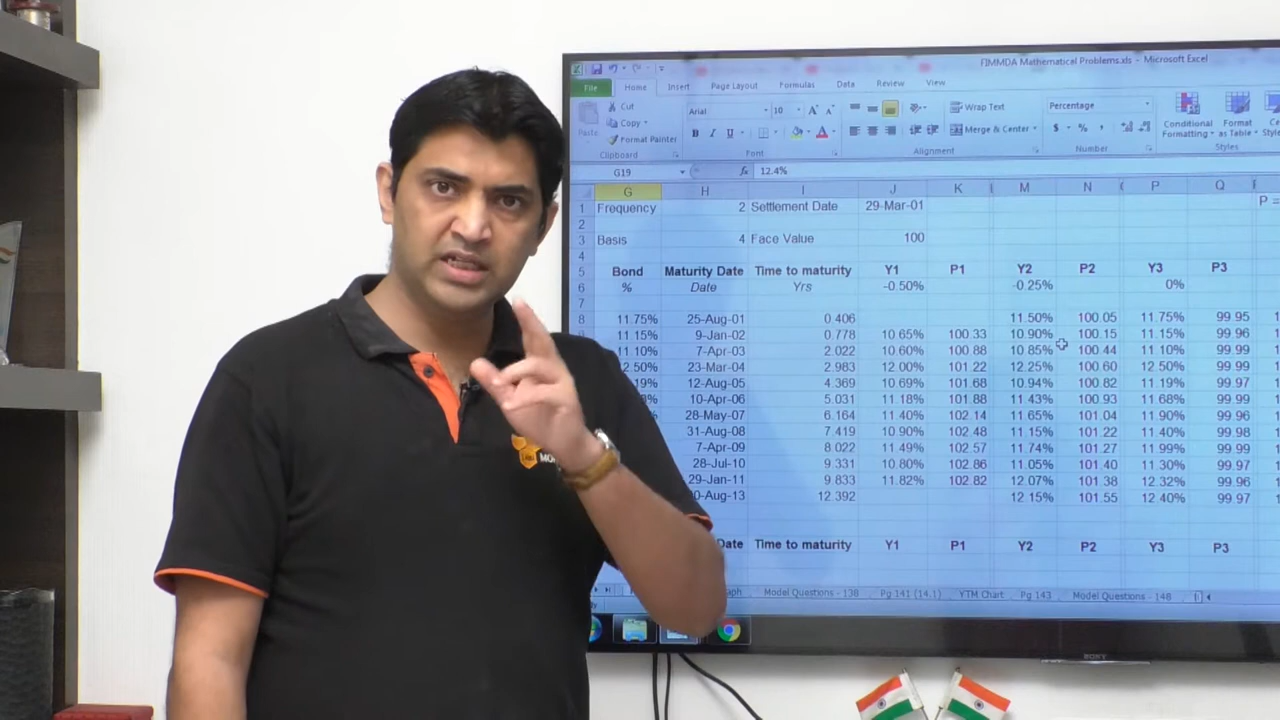 FIMMDA Mathematical Problems.xls - Microsoft Excel
File Home Insert Page Layout Formulas Data Review View
Cut Arial 10 A A Wrap Text Percentage
Paste Copy B I U A Merge & Center $ % , Conditional Formatting Format as Table
Format Painter
Clipboard Font Alignment Number Styles
G19 fx 12.4%
G H I J K M N P Q
1 Frequency 2 Settlement Date 29-Mar-01 P =
2
3 Basis 4 Face Value 100
4
5 Bond Maturity Date Time to maturity Y1 P1 Y2 P2 Y3 P3
6 % Date Yrs -0.50% -0.25% 0%
7
8 11.75% 25-Aug-01 0.406 11.50% 100.05 11.75% 99.95
11.15% 9-Jan-02 0.778 10.65% 100.33 10.90% 100.15 11.15% 99.96
11.10% 7-Apr-03 2.022 10.60% 100.88 10.85% 100.44 11.10% 99.99
2.50% 23-Mar-04 2.983 12.00% 101.22 12.25% 100.60 12.50% 99.99
19% 12-Aug-05 4.369 10.69% 101.68 10.94% 100.82 11.19% 99.97
10-Apr-06 5.031 11.18% 101.88 11.43% 100.93 11.68% 99.99
28-May-07 6.164 11.40% 102.14 11.65% 101.04 11.90% 99.96
31-Aug-08 7.419 10.90% 102.48 11.15% 101.22 11.40% 99.98
7-Apr-09 8.022 11.49% 102.57 11.74% 101.27 11.99% 99.99
28-Jul-10 9.331 10.80% 102.86 11.05% 101.40 11.30% 99.97
29-Jan-11 9.833 11.82% 102.82 12.07% 101.38 12.32% 99.96
0-Aug-13 12.392 12.15% 101.55 12.40% 99.97
Date Time to maturity Y1 P1 Y2 P2 Y3 P3
Model Questions - 138 Pg 141 (14.1) YTM Chart Pg 143 Model Questions - 148
SONY